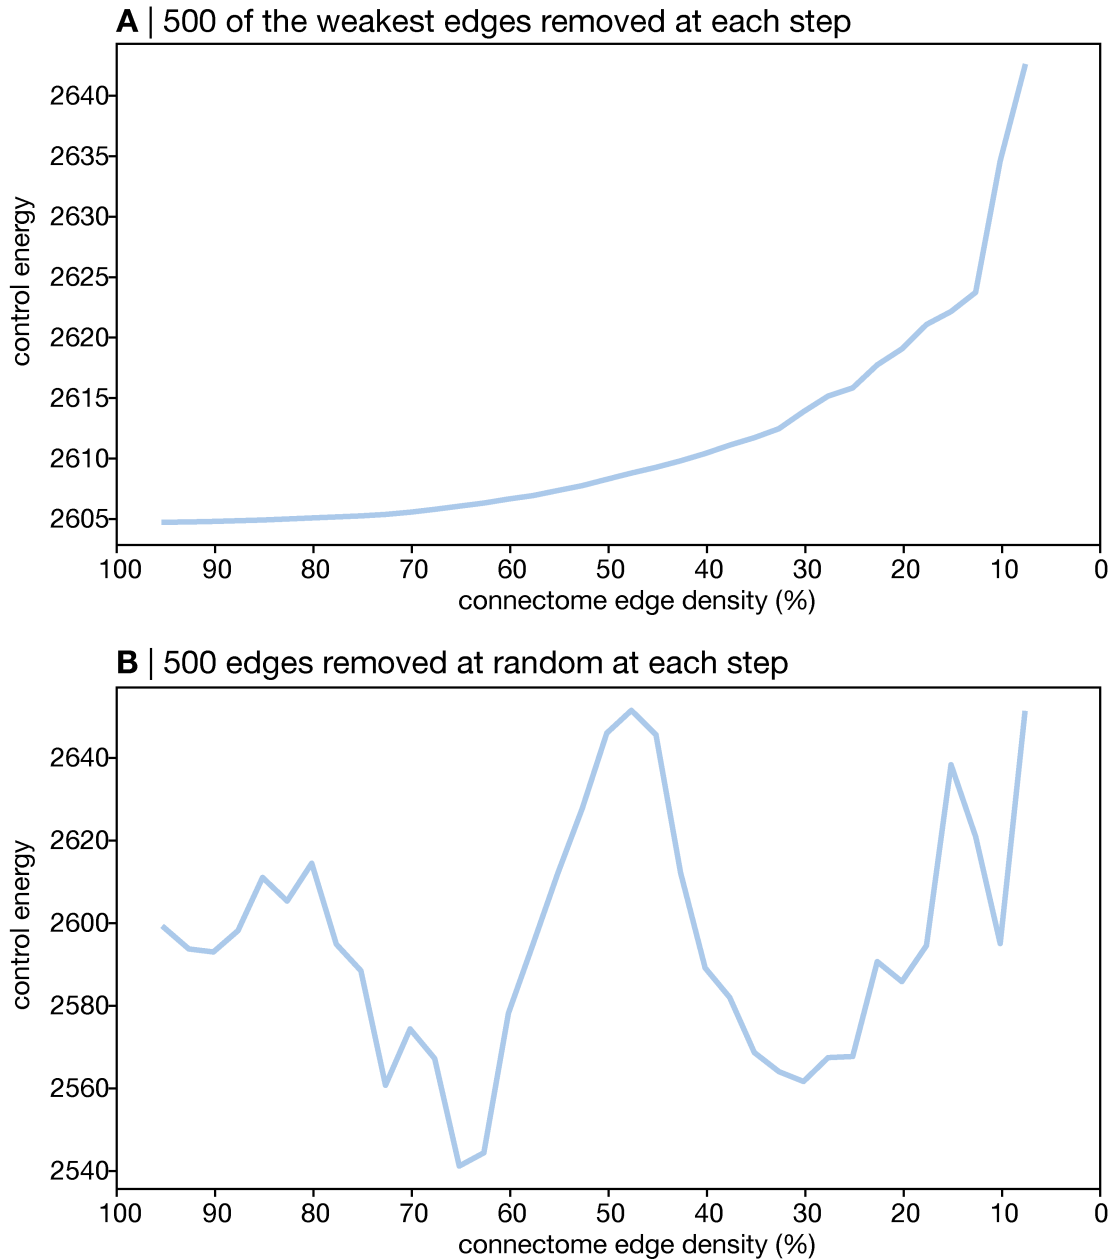 A | 500 of the weakest edges removed at each step
2640
2635
2630
2625
2620
2615
2610
2605
control energy
100 90 80 70 60 50 40 30 20 10 0
connectome edge density (%)
B | 500 edges removed at random at each step
2640
2620
2600
2580
2560
2540
control energy
100 90 80 70 60 50 40 30 20 10 0
connectome edge density (%)